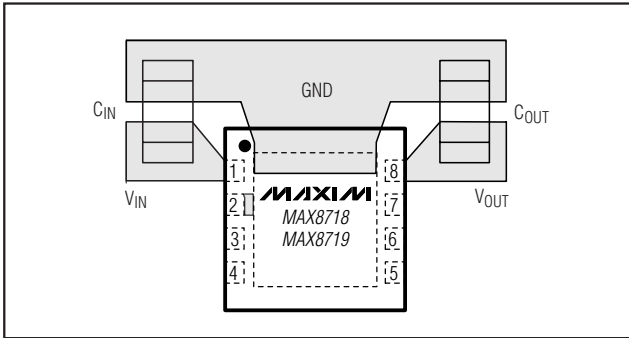 GND
CIN
COUT
VIN
VOUT
1
8
MAXIM
2
7
MAX8718
3
MAX8719
6
4
5